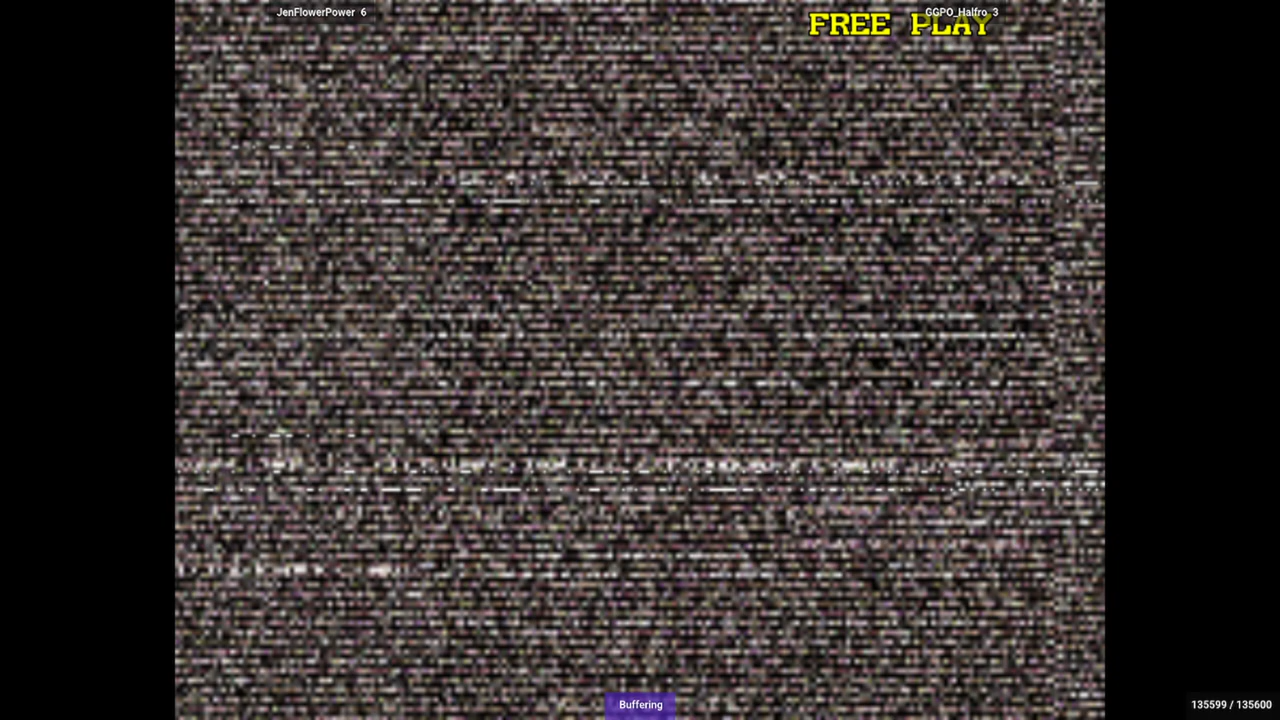 JenFlowerPower 6
GGPO_Halfro 3
FREE PLAY
Buffering
135599 / 135600